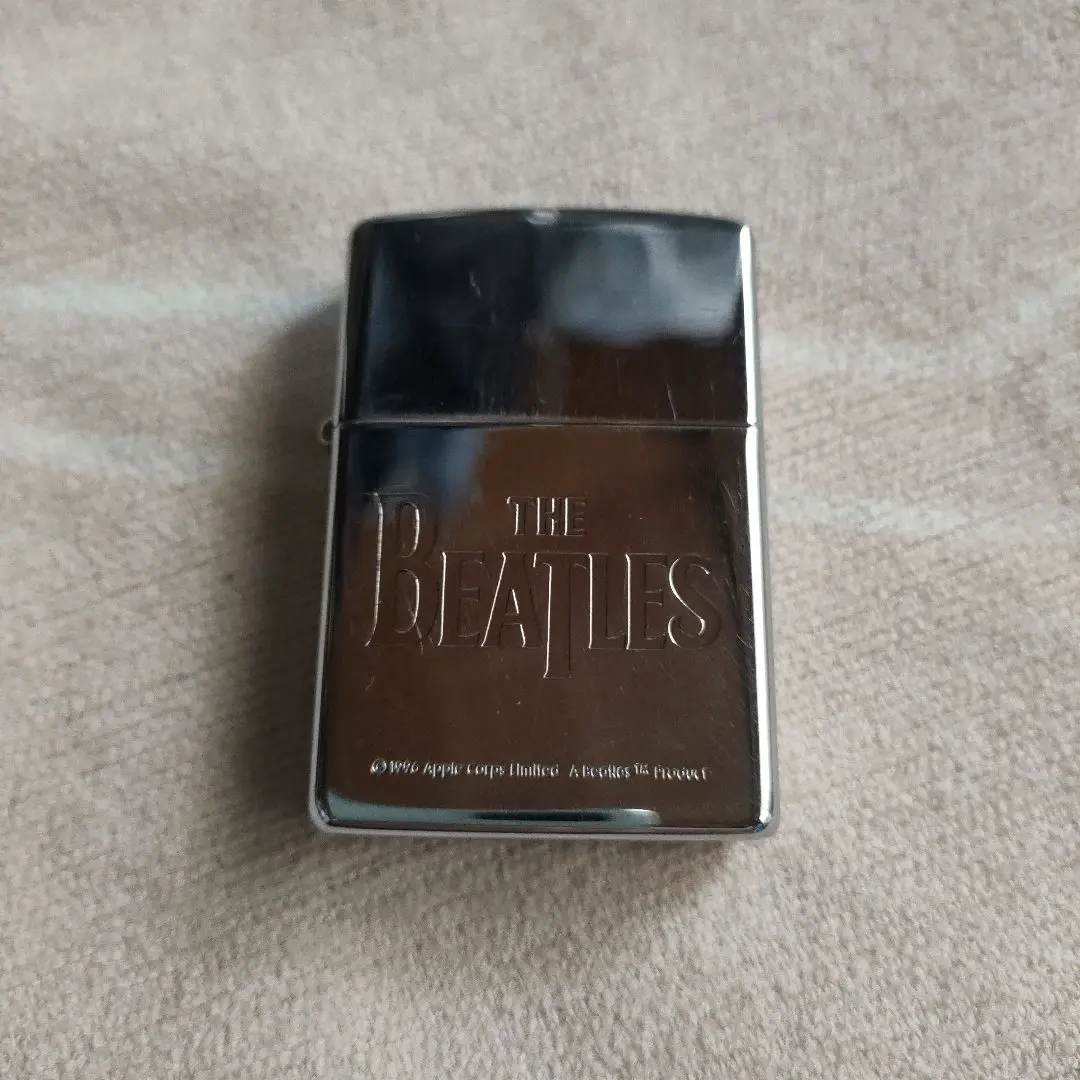 THE
BEATLES
© 1996 Apple Corps Limited A Beatles™ Product